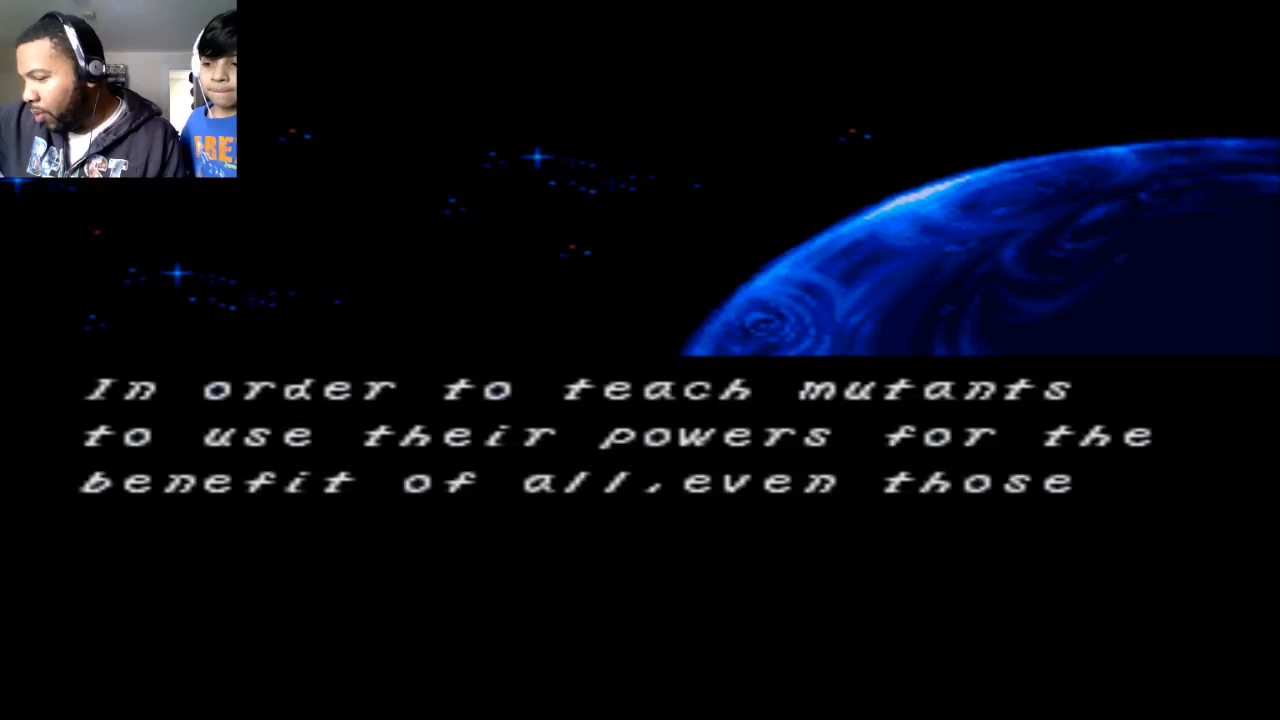 In order to teach mutants
to use their powers for the
benefit of all,even those